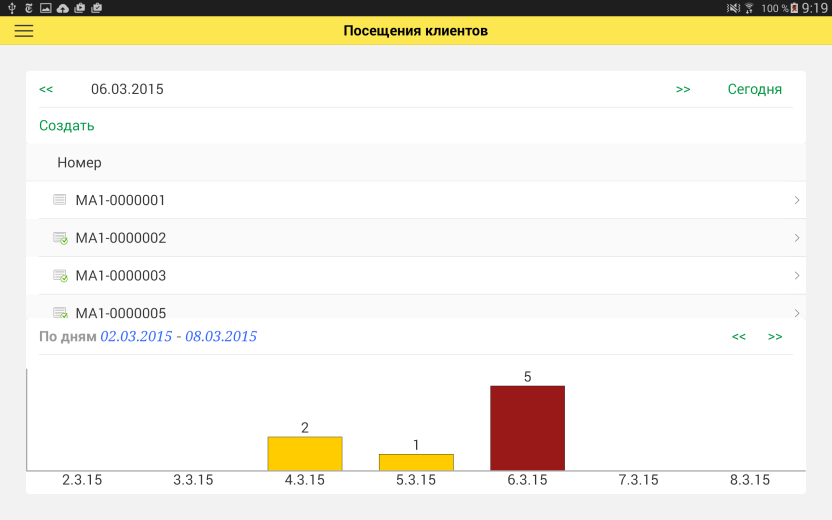 100 % 9:19
Посещения клиентов
<< 06.03.2015 >> Сегодня
Создать
Номер
МА1-0000001
МА1-0000002
МА1-0000003
МА1-0000005
По дням 02.03.2015 - 08.03.2015 << >>
5
2
1
2.3.15 3.3.15 4.3.15 5.3.15 6.3.15 7.3.15 8.3.15